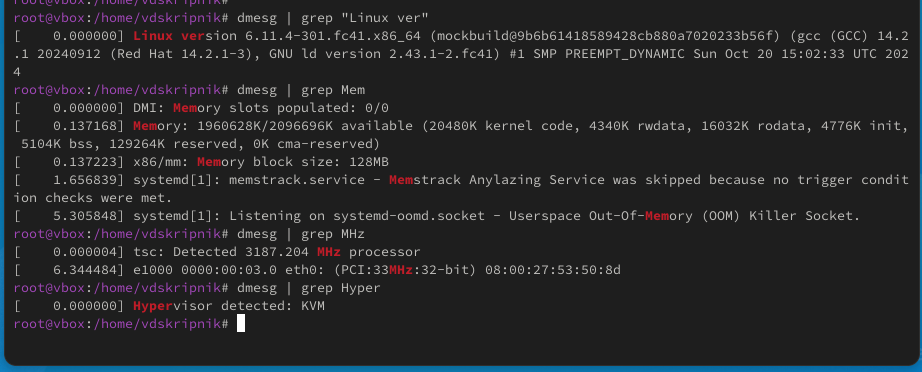 root@vbox:/home/vdskripnik# dmesg | grep "Linux ver"
[    0.000000] Linux version 6.11.4-301.fc41.x86_64 (mockbuild@9b6b61418589428cb880a7020233b56f) (gcc (GCC) 14.2
.1 20240912 (Red Hat 14.2.1-3), GNU ld version 2.43.1-2.fc41) #1 SMP PREEMPT_DYNAMIC Sun Oct 20 15:02:33 UTC 202
4
root@vbox:/home/vdskripnik# dmesg | grep Mem
[    0.000000] DMI: Memory slots populated: 0/0
[    0.137168] Memory: 1960628K/2096696K available (20480K kernel code, 4340K rwdata, 16032K rodata, 4776K init,
 5104K bss, 129264K reserved, 0K cma-reserved)
[    0.137223] x86/mm: Memory block size: 128MB
[    1.656839] systemd[1]: memstrack.service - Memstrack Anylazing Service was skipped because no trigger condit
ion checks were met.
[    5.305848] systemd[1]: Listening on systemd-oomd.socket - Userspace Out-Of-Memory (OOM) Killer Socket.
root@vbox:/home/vdskripnik# dmesg | grep MHz
[    0.000004] tsc: Detected 3187.204 MHz processor
[    6.344484] e1000 0000:00:03.0 eth0: (PCI:33MHz:32-bit) 08:00:27:53:50:8d
root@vbox:/home/vdskripnik# dmesg | grep Hyper
[    0.000000] Hypervisor detected: KVM
root@vbox:/home/vdskripnik#